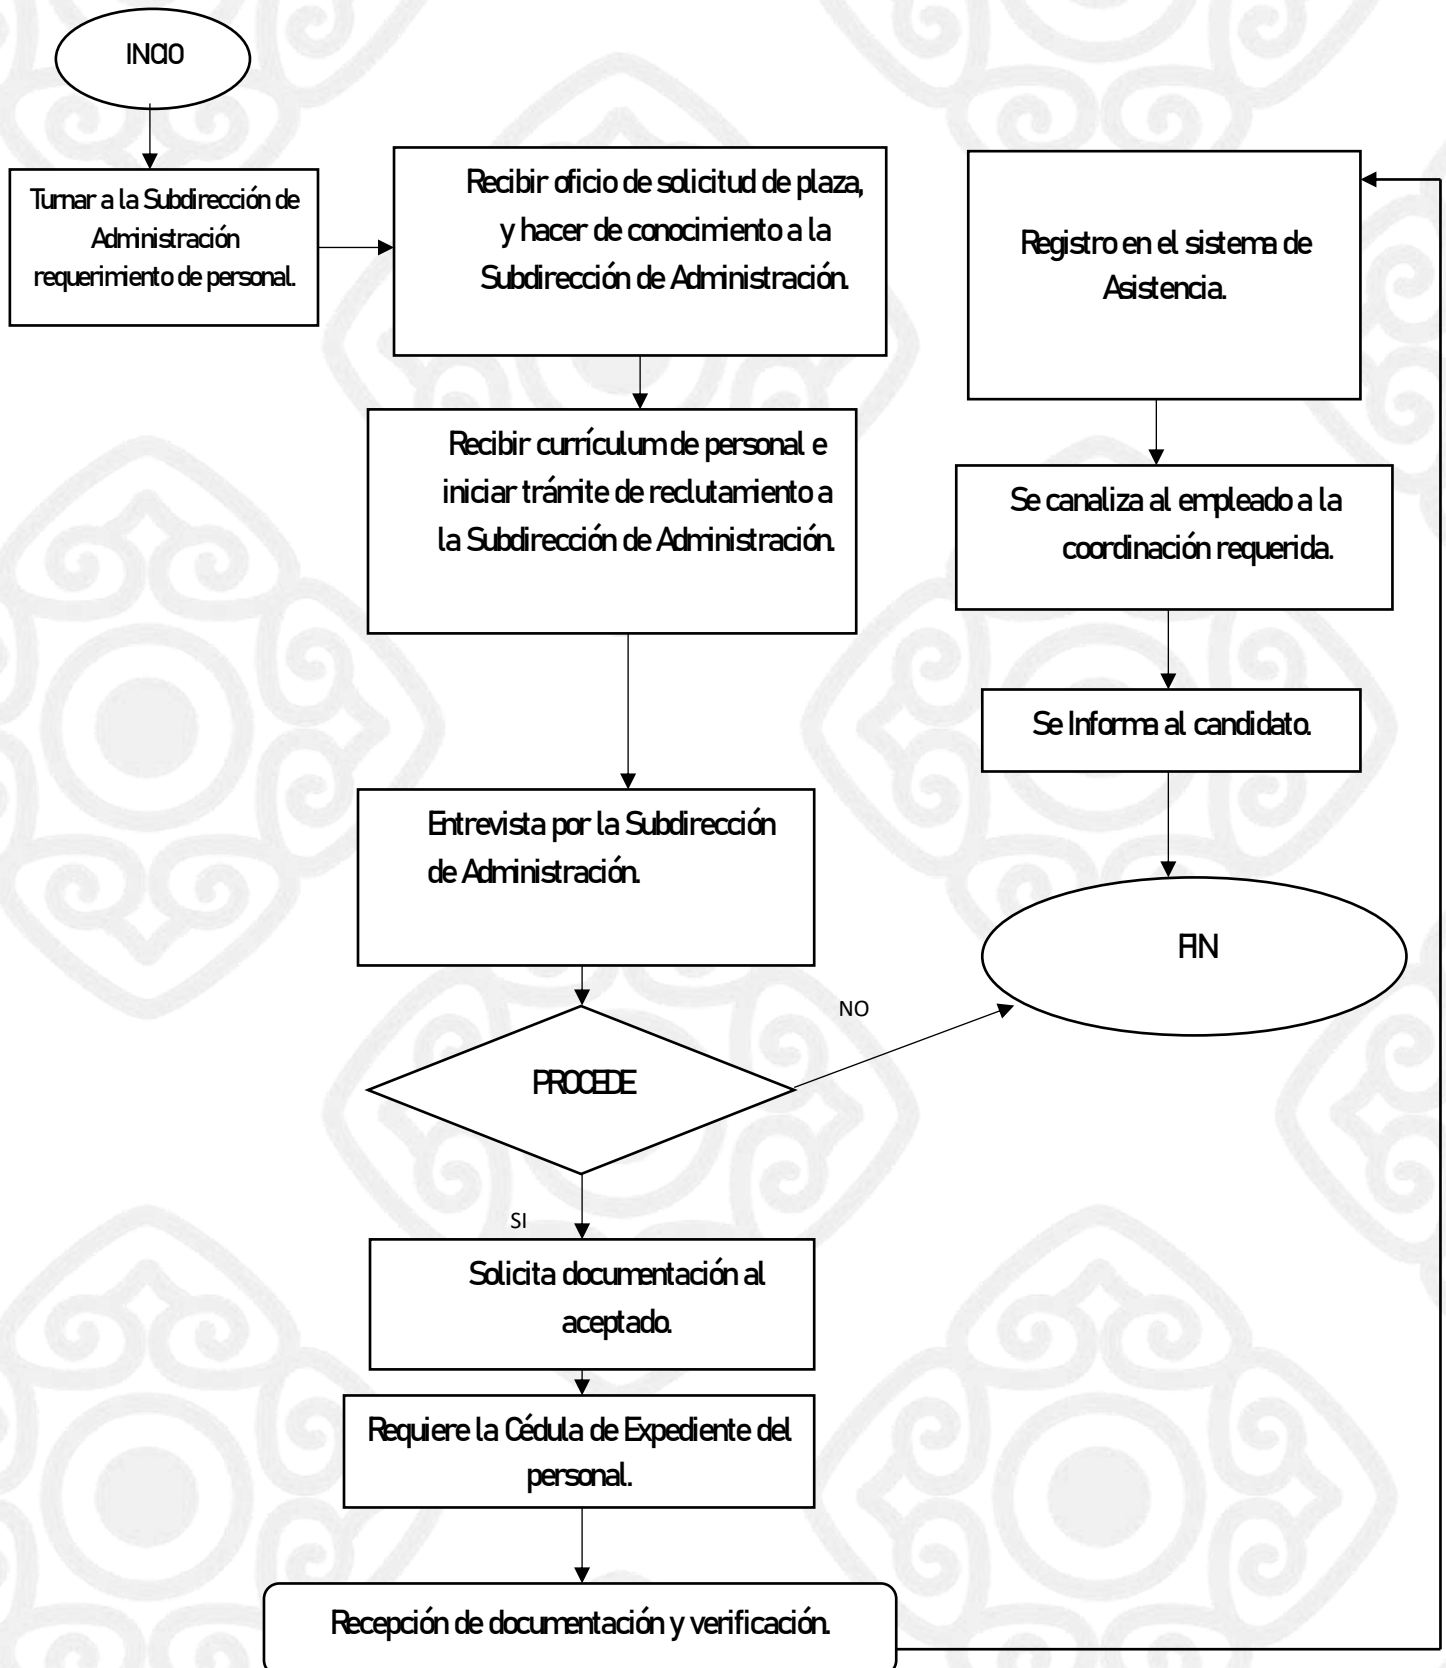 INCIO
Turnar a la Subdirección de
Administración
requerimiento de personal.
Recibir oficio de solicitud de plaza,
y hacer de conocimiento a la
Subdirección de Administración.
Recibir currículum de personal e
iniciar trámite de reclutamiento a
la Subdirección de Administración.
Entrevista por la Subdirección
de Administración.
PROCEDE
NO
SI
Solicita documentación al
aceptado.
Requiere la Cédula de Expediente del
personal.
Recepción de documentación y verificación.
Registro en el sistema de
Asistencia.
Se canaliza al empleado a la
coordinación requerida.
Se Informa al candidato.
FIN